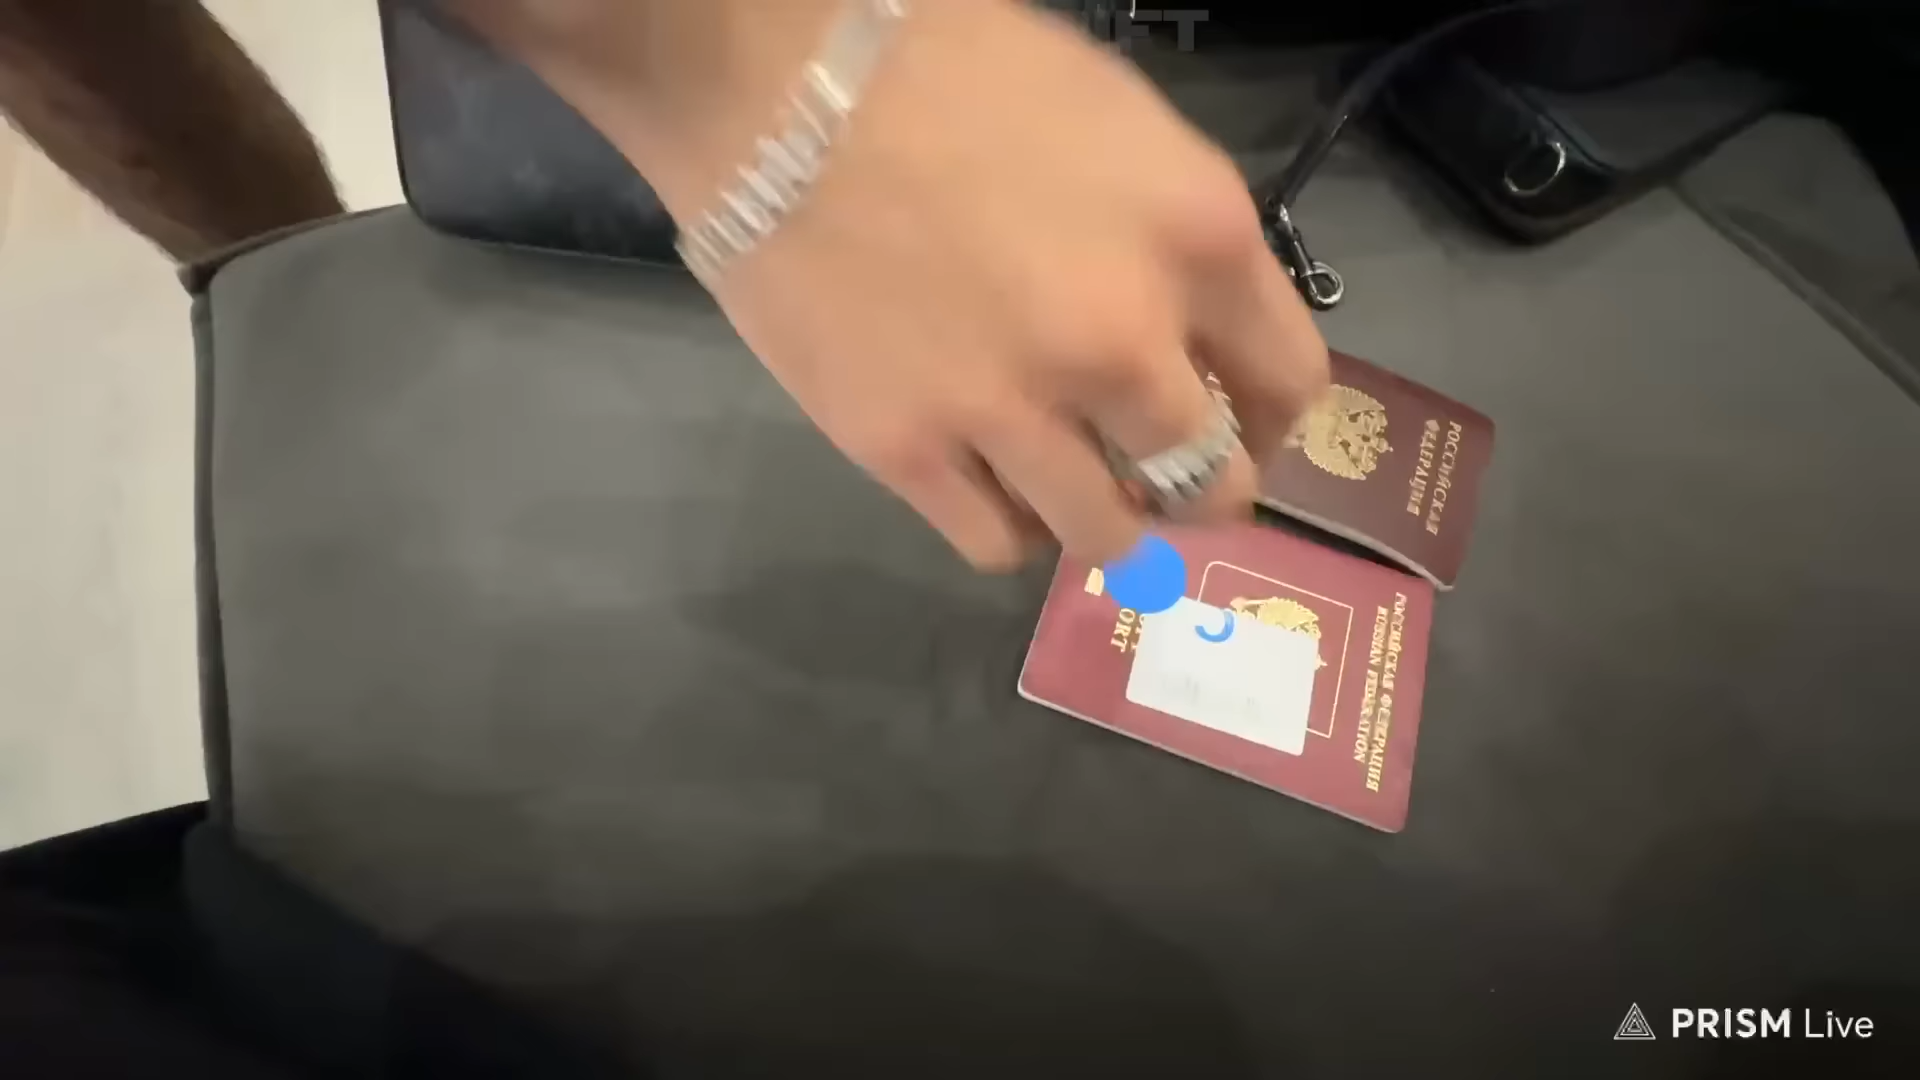 РОССИЙСКАЯ
ФЕДЕРАЦИЯ
РОССИЙСКАЯ ФЕДЕРАЦИЯ
RUSSIAN FEDERATION
PRISM Live